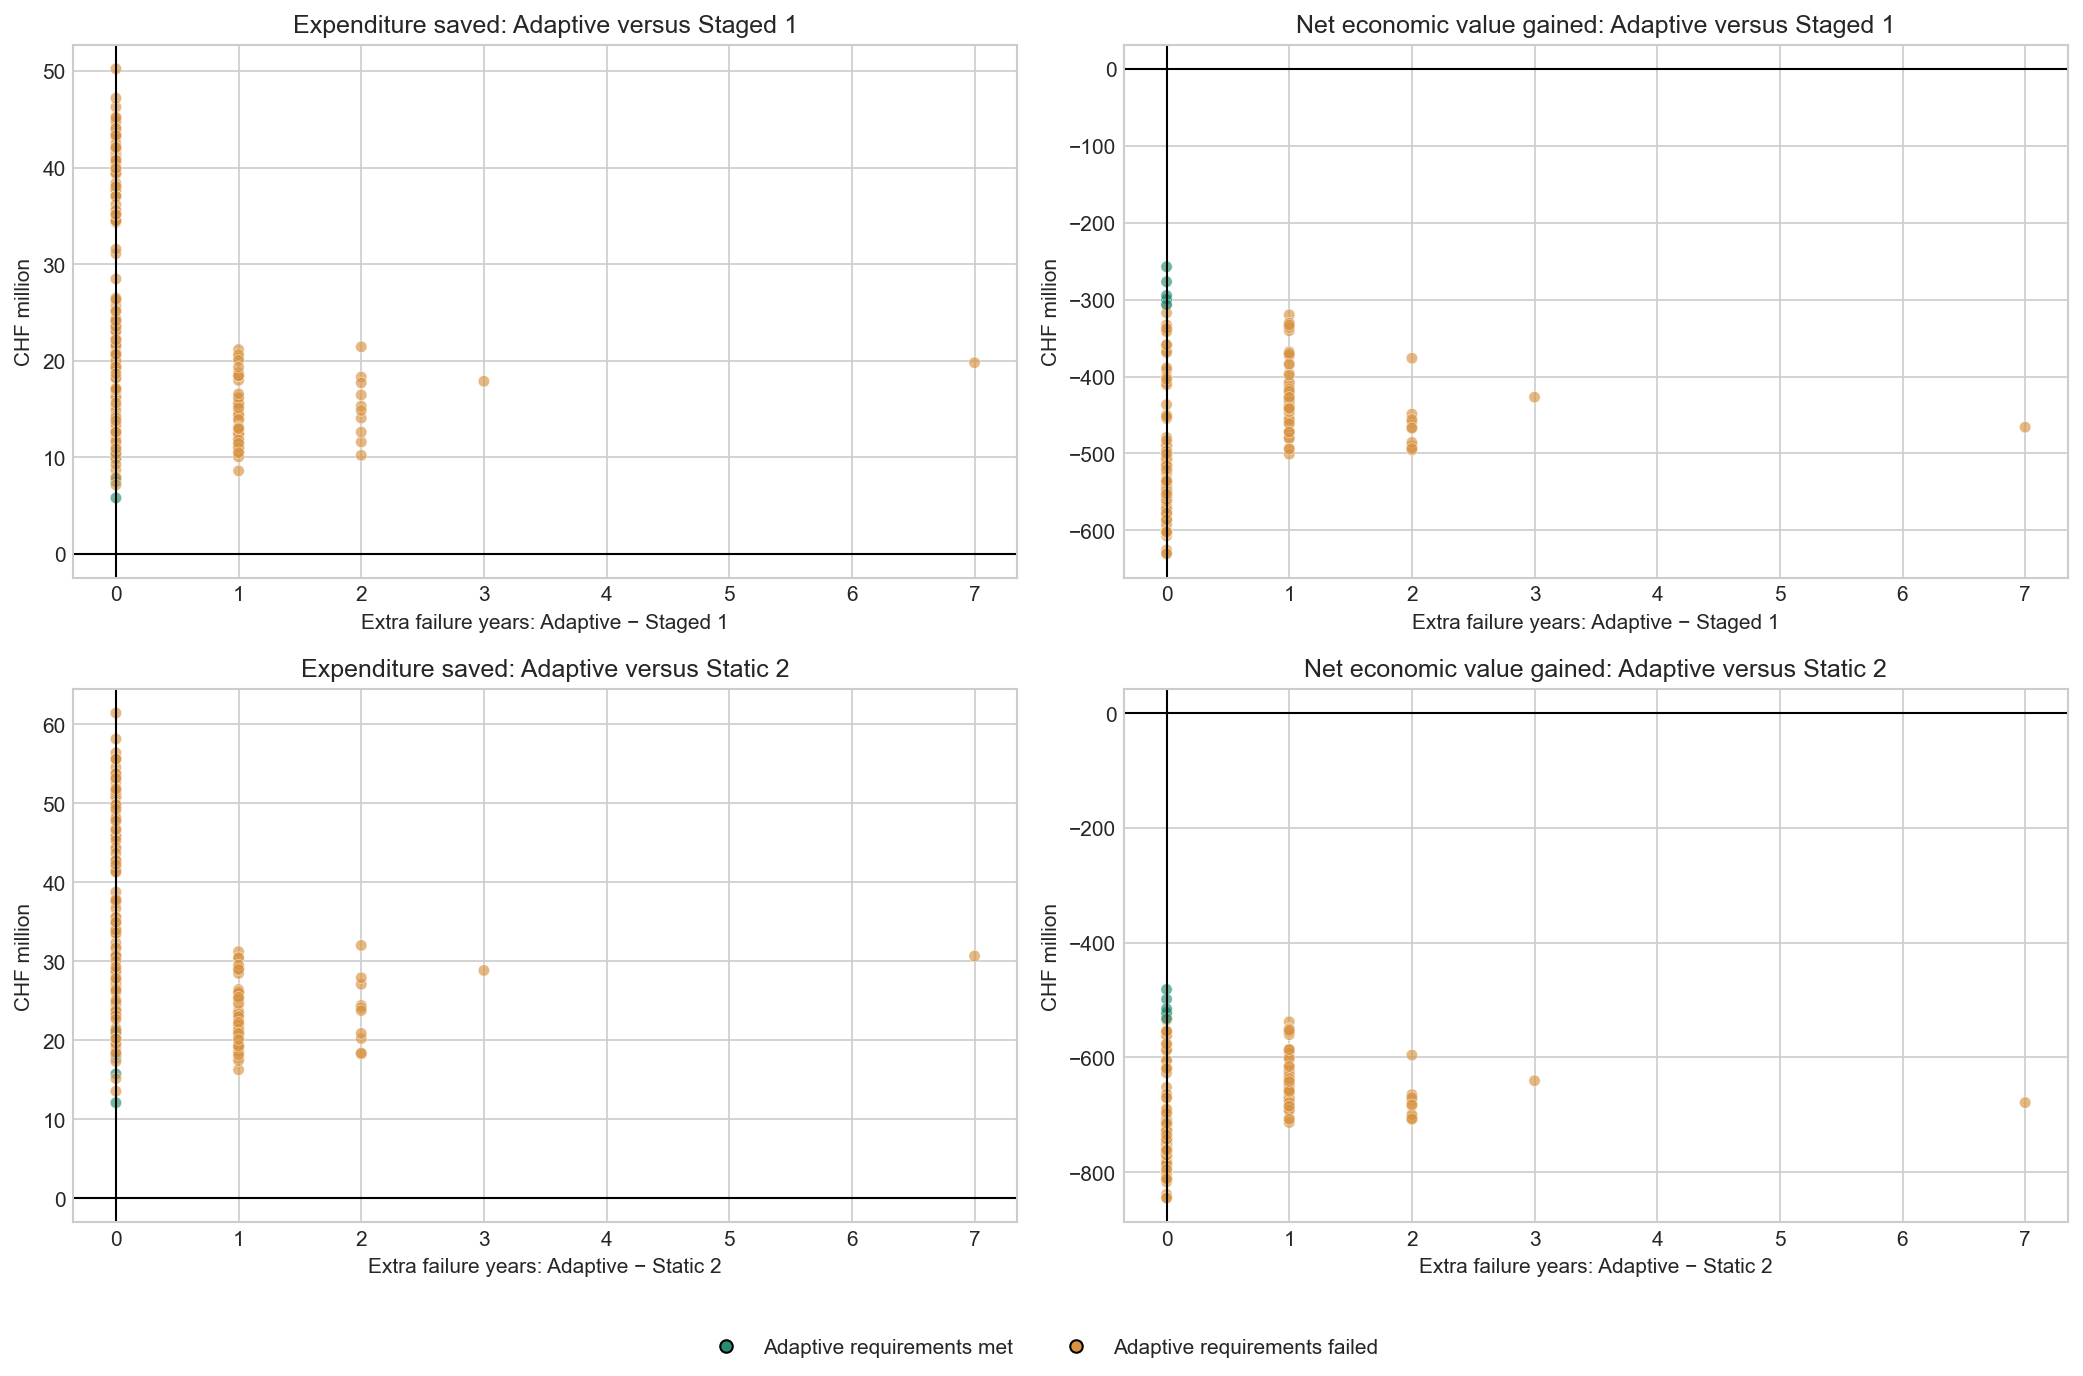 Expenditure saved: Adaptive versus Staged 1
50
40
30
20
10
0
CHF million
0 1 2 3 4 5 6 7
Extra failure years: Adaptive − Staged 1
Net economic value gained: Adaptive versus Staged 1
0
−100
−200
−300
−400
−500
−600
CHF million
0 1 2 3 4 5 6 7
Extra failure years: Adaptive − Staged 1
Expenditure saved: Adaptive versus Static 2
60
50
40
30
20
10
0
CHF million
0 1 2 3 4 5 6 7
Extra failure years: Adaptive − Static 2
Net economic value gained: Adaptive versus Static 2
0
−200
−400
−600
−800
CHF million
0 1 2 3 4 5 6 7
Extra failure years: Adaptive − Static 2
Adaptive requirements met
Adaptive requirements failed